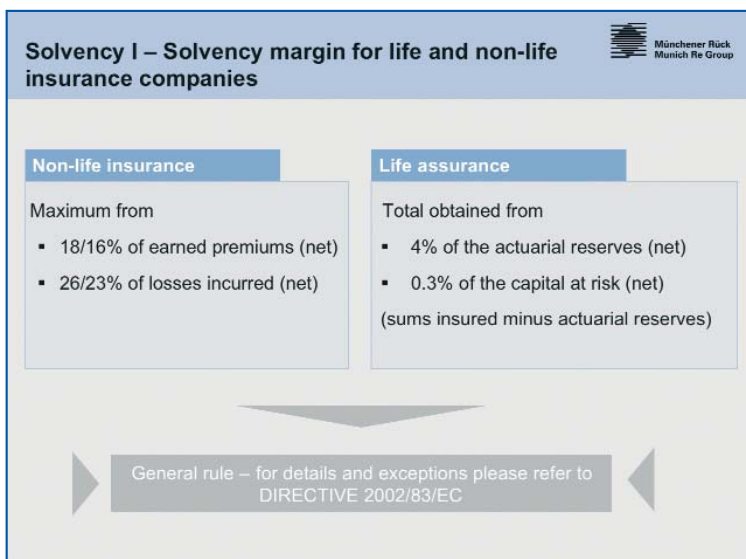 Solvency I – Solvency margin for life and non-life
insurance companies
Münchener Rück
Munich Re Group
Non-life insurance
Maximum from
▪ 18/16% of earned premiums (net)
▪ 26/23% of losses incurred (net)
Life assurance
Total obtained from
▪ 4% of the actuarial reserves (net)
▪ 0.3% of the capital at risk (net)
(sums insured minus actuarial reserves)
General rule – for details and exceptions please refer to
DIRECTIVE 2002/83/EC